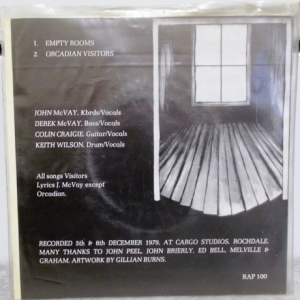 1. EMPTY ROOMS
2. ORCADIAN VISITORS
JOHN McVAY, Kbrds/Vocals
DEREK McVAY, Bass/Vocals
COLIN CRAIGIE, Guitar/Vocals
KEITH WILSON, Drum/Vocals
All songs Visitors
Lyrics J. McVay except
Orcadian.
RECORDED 5th & 6th DECEMBER 1979, AT CARGO STUDIOS, ROCHDALE.
MANY THANKS TO JOHN PEEL, JOHN BRIERLY, ED BELL, MELVILLE &
GRAHAM. ARTWORK BY GILLIAN BURNS.
RAP 100